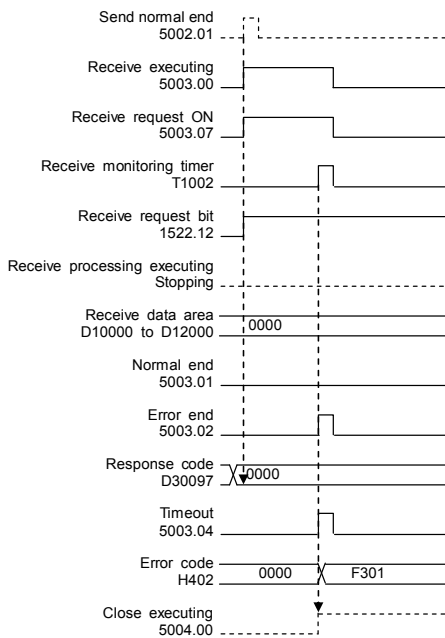 Send normal end
5002.01
Receive executing
5003.00
Receive request ON
5003.07
Receive monitoring timer
T1002
Receive request bit
1522.12
Receive processing executing
Stopping
Receive data area
D10000 to D12000
0000
Normal end
5003.01
Error end
5003.02
Response code
D30097
0000
Timeout
5003.04
Error code
H402
0000
F301
Close executing
5004.00